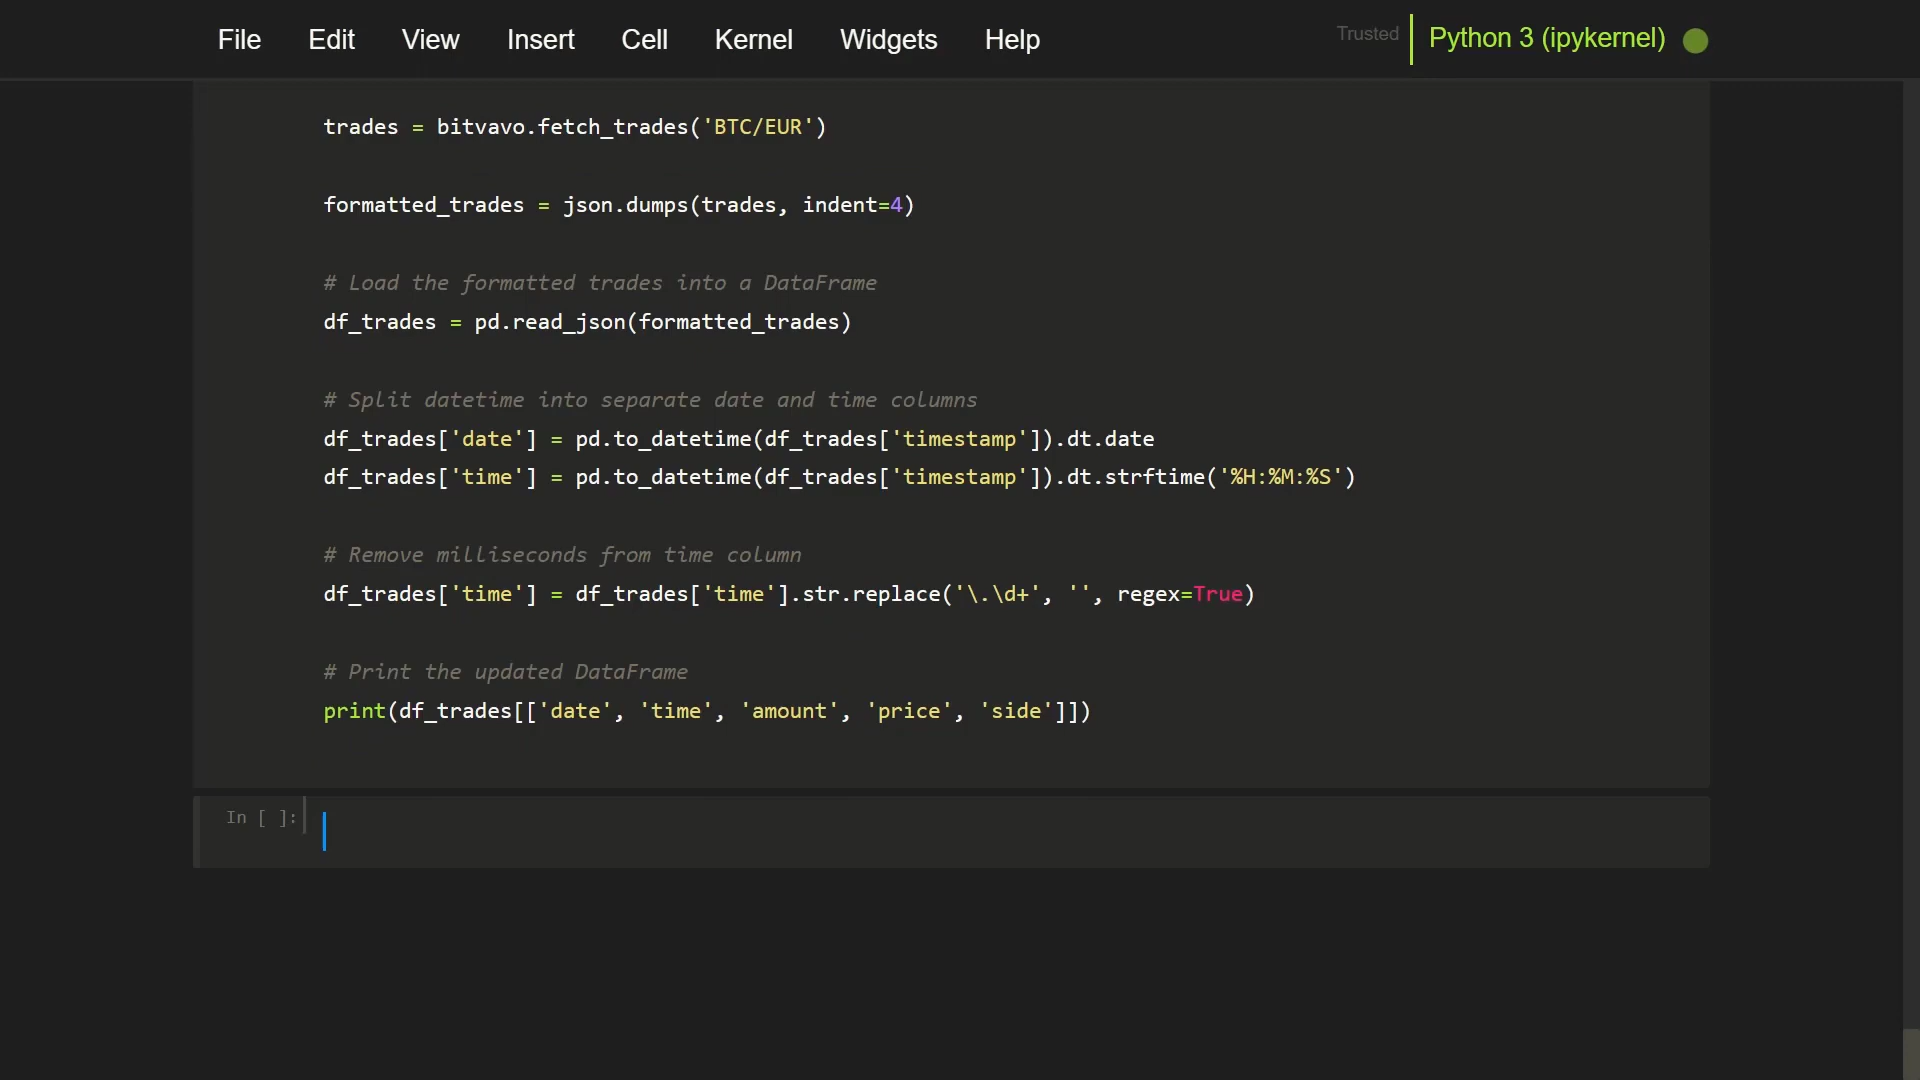 File Edit View Insert Cell Kernel Widgets Help Trusted Python 3 (ipykernel)
trades = bitvavo.fetch_trades('BTC/EUR')
formatted_trades = json.dumps(trades, indent=4)
# Load the formatted trades into a DataFrame
df_trades = pd.read_json(formatted_trades)
# Split datetime into separate date and time columns
df_trades['date'] = pd.to_datetime(df_trades['timestamp']).dt.date
df_trades['time'] = pd.to_datetime(df_trades['timestamp']).dt.strftime('%H:%M:%S')
# Remove milliseconds from time column
df_trades['time'] = df_trades['time'].str.replace('\.\d+', '', regex=True)
# Print the updated DataFrame
print(df_trades[['date', 'time', 'amount', 'price', 'side']])
In [ ]: